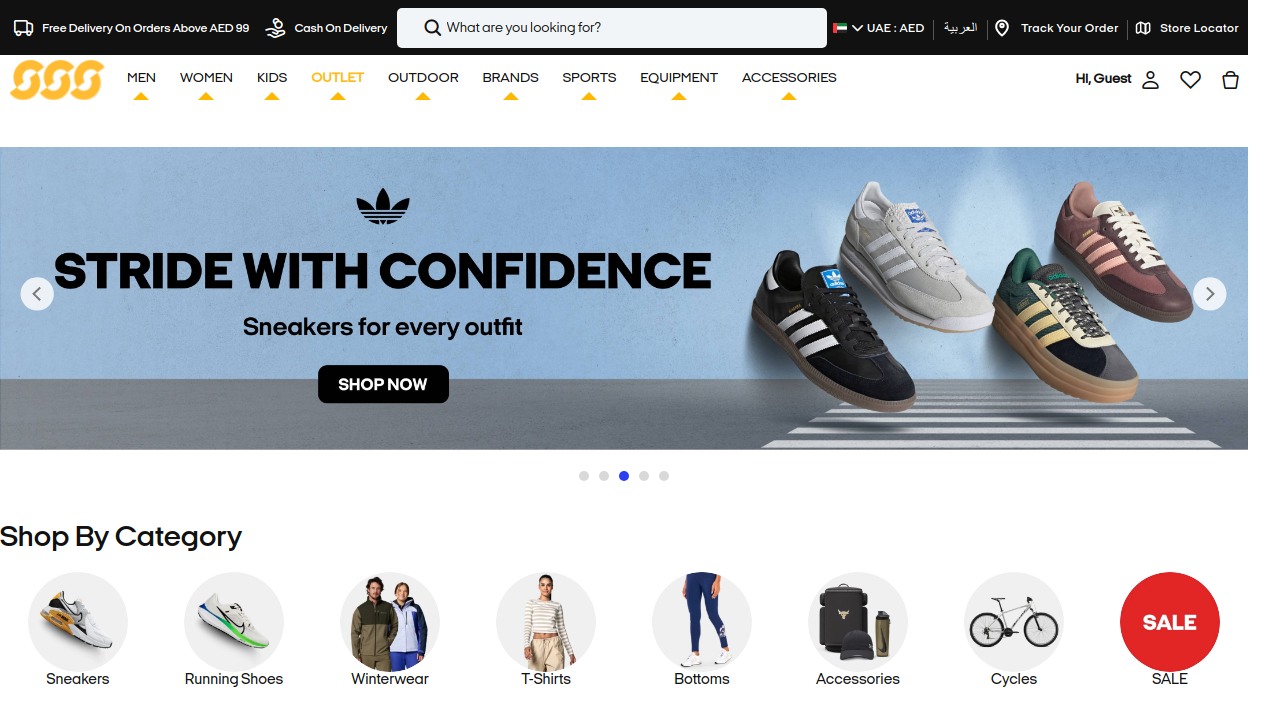 Free Delivery On Orders Above AED 99
Cash On Delivery
What are you looking for?
UAE : AED
العربية
Track Your Order
Store Locator
SSS
MEN
WOMEN
KIDS
OUTLET
OUTDOOR
BRANDS
SPORTS
EQUIPMENT
ACCESSORIES
HI, Guest
STRIDE WITH CONFIDENCE
Sneakers for every outfit
SHOP NOW
Shop By Category
SALE
Sneakers
Running Shoes
Winterwear
T-Shirts
Bottoms
Accessories
Cycles
SALE